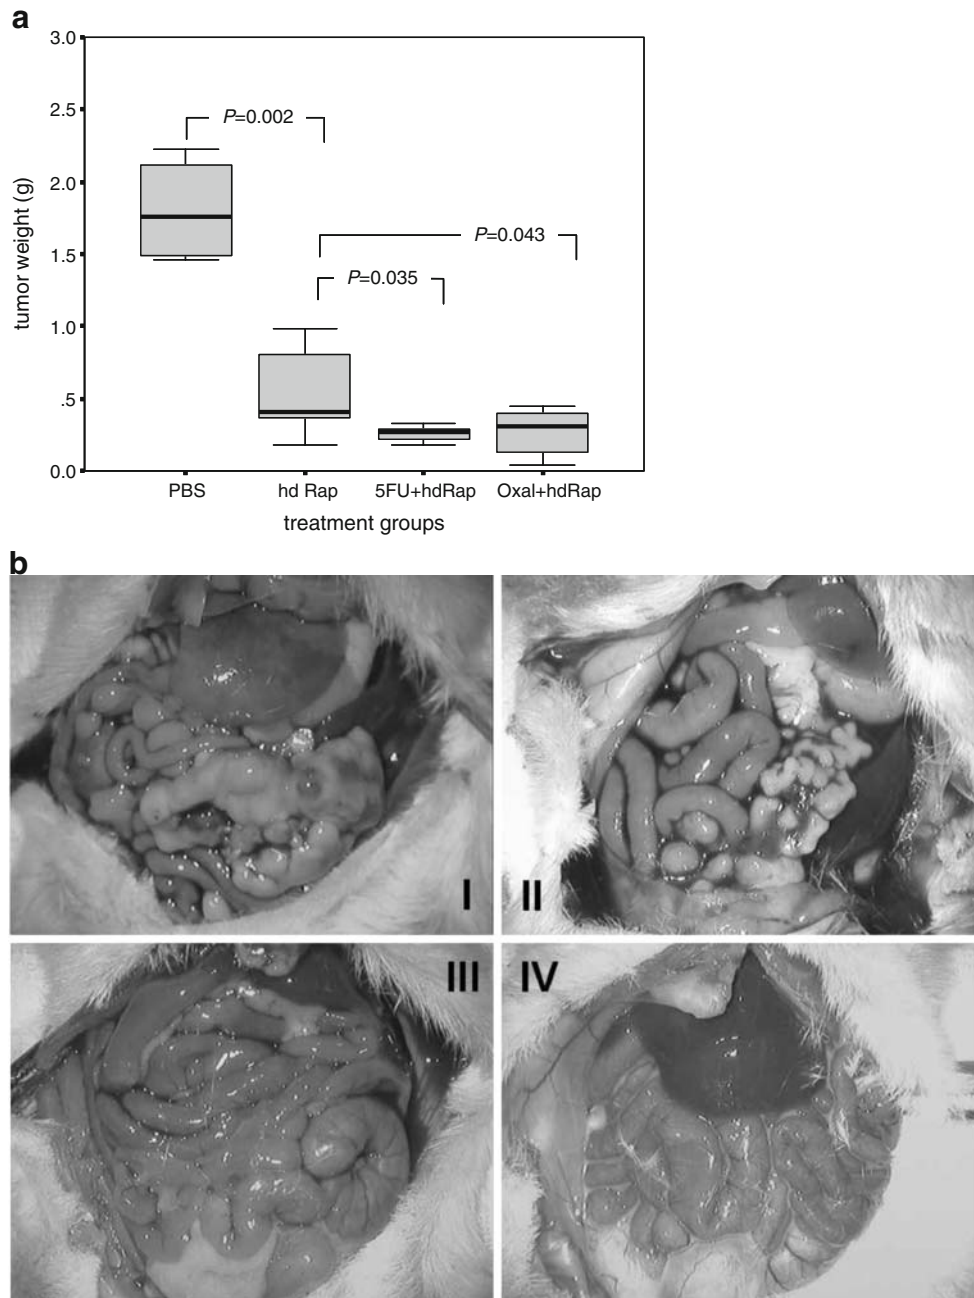 a
3.0
2.5
2.0
1.5
1.0
.5
0.0
tumor weight (g)
P=0.002
P=0.043
P=0.035
PBS
hd Rap
5FU+hdRap
Oxal+hdRap
treatment groups
b
I
II
III
IV